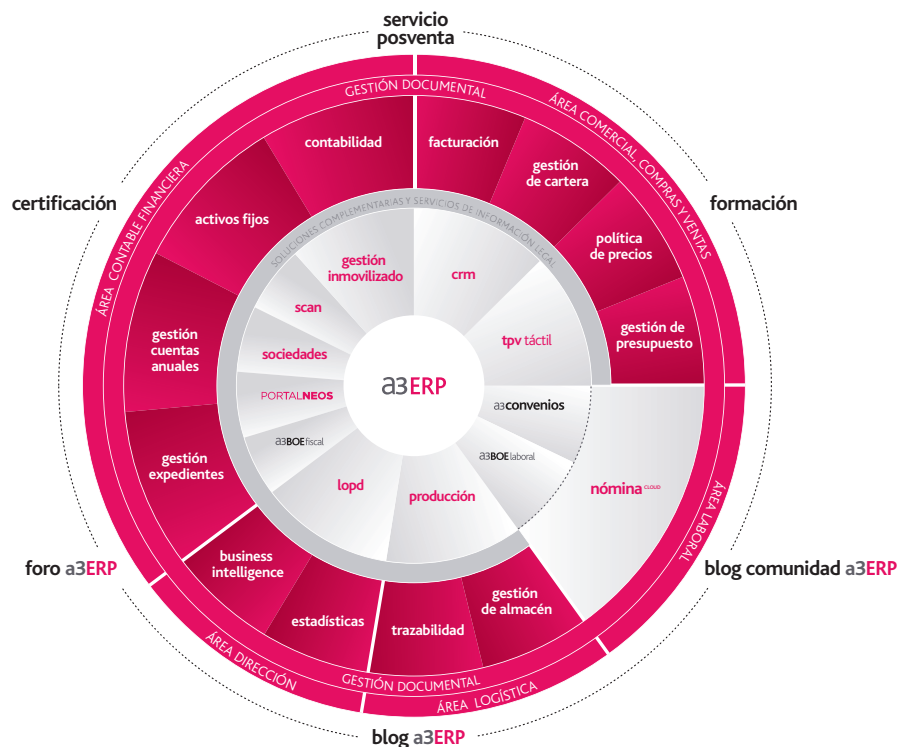 servicio
posventa
GESTIÓN DOCUMENTAL
ÁREA COMERCIAL, COMPRAS Y VENTAS
ÁREA CONTABLE FINANCIERA
certificación
formación
contabilidad
facturación
gestión
de cartera
activos fijos
política
de precios
gestión de
presupuesto
gestión
cuentas
anuales
gestión
expedientes
SOLUCIONES COMPLEMENTARIAS Y SERVICIOS DE INFORMACIÓN LEGAL
gestión
inmovilizado
crm
scan
tpv táctil
sociedades
a3ERP
PORTALNEOS
a3convenios
a3BOEfiscal
a3BOElaboral
lopd
producción
nómina CLOUD
ÁREA LABORAL
foro a3ERP
blog comunidad a3ERP
business
intelligence
estadísticas
trazabilidad
gestión
de almacén
GESTIÓN DOCUMENTAL
ÁREA DIRECCIÓN
ÁREA LOGÍSTICA
blog a3ERP